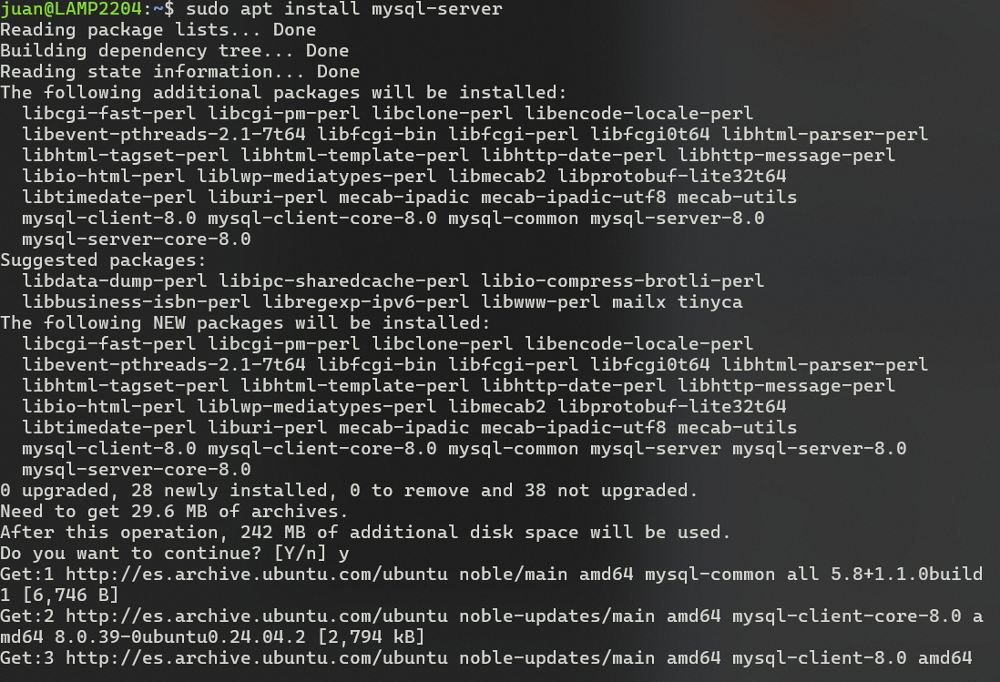 juan@LAMP2204:~$ sudo apt install mysql-server
Reading package lists... Done
Building dependency tree... Done
Reading state information... Done
The following additional packages will be installed:
  libcgi-fast-perl libcgi-pm-perl libclone-perl libencode-locale-perl
  libevent-pthreads-2.1-7t64 libfcgi-bin libfcgi-perl libfcgi0t64 libhtml-parser-perl
  libhtml-tagset-perl libhtml-template-perl libhttp-date-perl libhttp-message-perl
  libio-html-perl liblwp-mediatypes-perl libmecab2 libprotobuf-lite32t64
  libtimedate-perl liburi-perl mecab-ipadic mecab-ipadic-utf8 mecab-utils
  mysql-client-8.0 mysql-client-core-8.0 mysql-common mysql-server-8.0
  mysql-server-core-8.0
Suggested packages:
  libdata-dump-perl libipc-sharedcache-perl libio-compress-brotli-perl
  libbusiness-isbn-perl libregexp-ipv6-perl libwww-perl mailx tinyca
The following NEW packages will be installed:
  libcgi-fast-perl libcgi-pm-perl libclone-perl libencode-locale-perl
  libevent-pthreads-2.1-7t64 libfcgi-bin libfcgi-perl libfcgi0t64 libhtml-parser-perl
  libhtml-tagset-perl libhtml-template-perl libhttp-date-perl libhttp-message-perl
  libio-html-perl liblwp-mediatypes-perl libmecab2 libprotobuf-lite32t64
  libtimedate-perl liburi-perl mecab-ipadic mecab-ipadic-utf8 mecab-utils
  mysql-client-8.0 mysql-client-core-8.0 mysql-common mysql-server mysql-server-8.0
  mysql-server-core-8.0
0 upgraded, 28 newly installed, 0 to remove and 38 not upgraded.
Need to get 29.6 MB of archives.
After this operation, 242 MB of additional disk space will be used.
Do you want to continue? [Y/n] y
Get:1 http://es.archive.ubuntu.com/ubuntu noble/main amd64 mysql-common all 5.8+1.1.0build
1 [6,746 B]
Get:2 http://es.archive.ubuntu.com/ubuntu noble-updates/main amd64 mysql-client-core-8.0 a
md64 8.0.39-0ubuntu0.24.04.2 [2,794 kB]
Get:3 http://es.archive.ubuntu.com/ubuntu noble-updates/main amd64 mysql-client-8.0 amd64